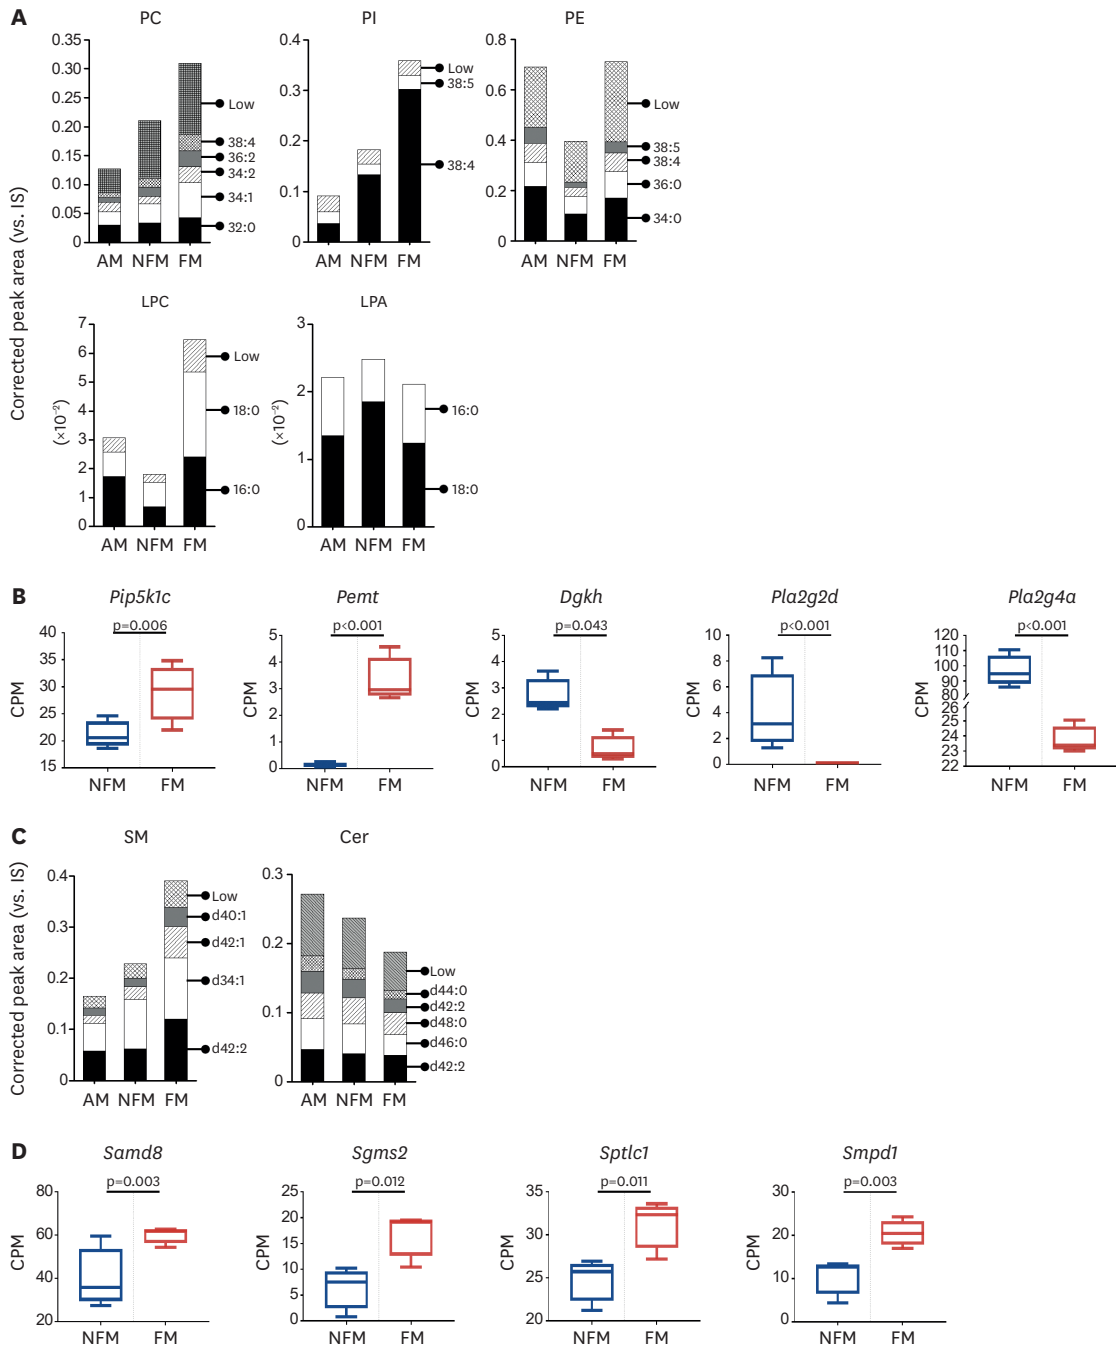 A
PC
PI
PE
Corrected peak area (vs. IS)
0.35
0.30
0.25
0.20
0.15
0.10
0.05
0
Low
38:4
36:2
34:2
34:1
32:0
AM NFM FM
0.4
0.3
0.2
0.1
0
Low
38:5
38:4
AM NFM FM
0.8
0.6
0.4
0.2
0
Low
38:5
38:4
36:0
34:0
AM NFM FM
LPC
LPA
(×10⁻²)
7
6
5
4
3
2
1
0
Low
18:0
16:0
AM NFM FM
(×10⁻²)
3
2
1
0
16:0
18:0
AM NFM FM
B
Pip5k1c
p=0.006
CPM
40
35
30
25
20
15
NFM FM
Pemt
p<0.001
CPM
5
4
3
2
1
0
NFM FM
Dgkh
p=0.043
CPM
5
4
3
2
1
0
NFM FM
Pla2g2d
p<0.001
CPM
10
8
6
4
2
0
NFM FM
Pla2g4a
p<0.001
CPM
120
110
100
90
80
26
25
24
23
22
NFM FM
C
SM
Cer
Corrected peak area (vs. IS)
0.4
0.3
0.2
0.1
0
Low
d40:1
d42:1
d34:1
d42:2
AM NFM FM
0.3
0.2
0.1
0
Low
d44:0
d42:2
d48:0
d46:0
d42:2
AM NFM FM
D
Samd8
p=0.003
CPM
80
60
40
20
NFM FM
Sgms2
p=0.012
CPM
25
20
15
10
5
0
NFM FM
Sptlc1
p=0.011
CPM
35
30
25
20
NFM FM
Smpd1
p=0.003
CPM
30
20
10
0
NFM FM